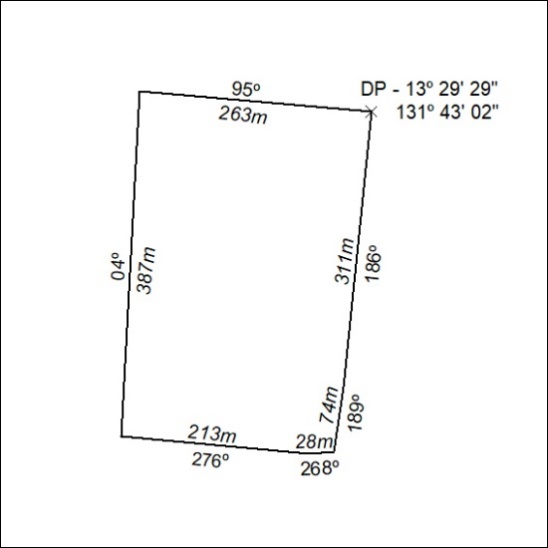 95º
263m
DP - 13º 29' 29"
131º 43' 02"
04º
387m
311m
186º
74m
189º
213m
276º
28m
268º